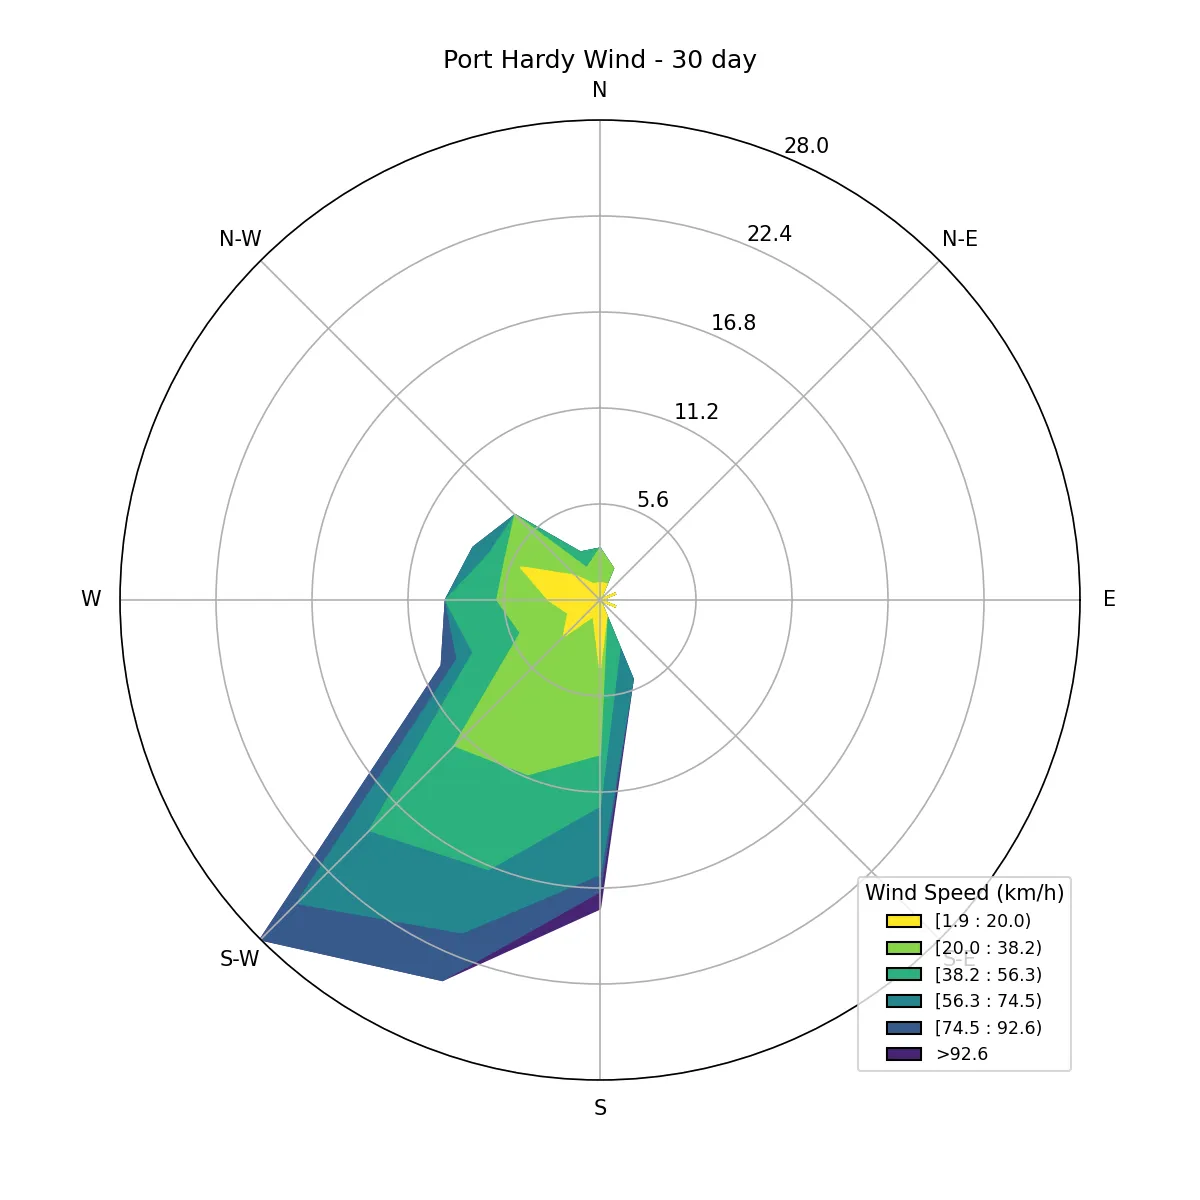 Port Hardy Wind - 30 day
N
28.0
N-W
N-E
22.4
16.8
11.2
5.6
W
E
S-W
S-E
S
Wind Speed (km/h)
[1.9 : 20.0)
[20.0 : 38.2)
[38.2 : 56.3)
[56.3 : 74.5)
[74.5 : 92.6)
>92.6